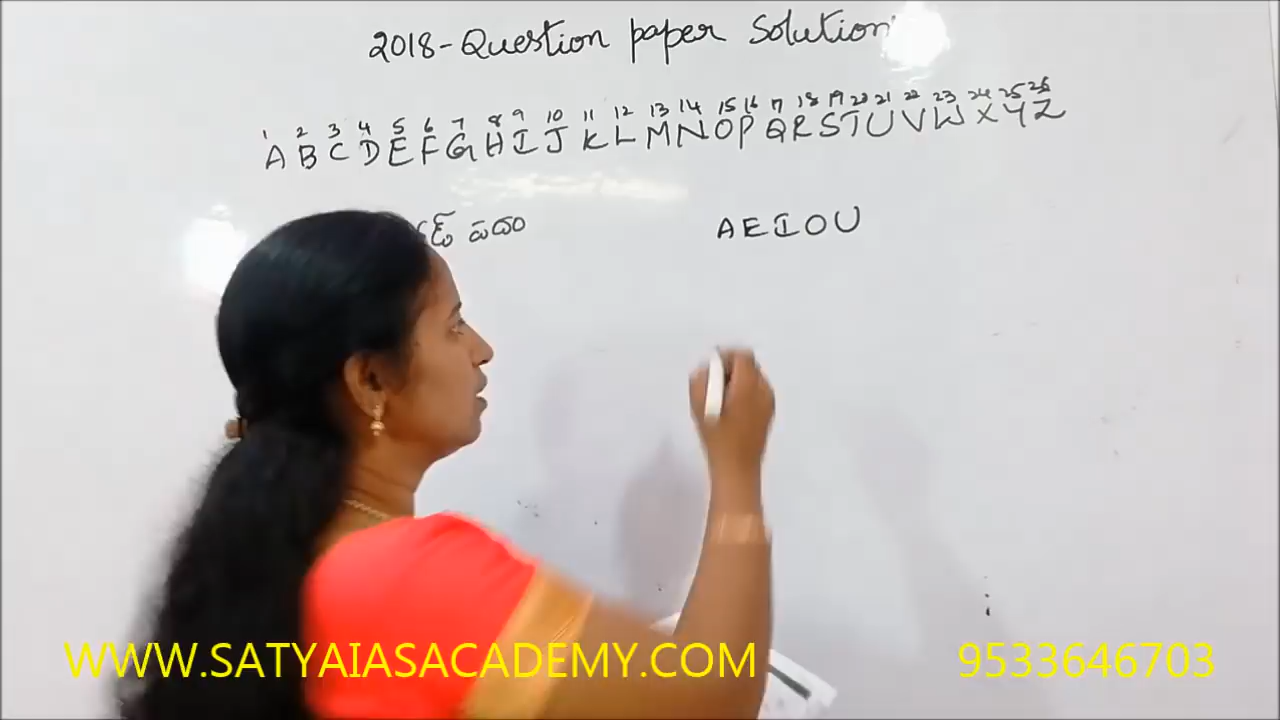 2018-Question paper Solution
1 2 3 4 5 6 7 8 9 10 11 12 13 14 15 16 17 18 19 20 21 22 23 24 25 26
A B C D E F G H I J K L M N O P Q R S T U V W X Y Z
పదం A E I O U
WWW.SATYAIASACADEMY.COM 9533646703